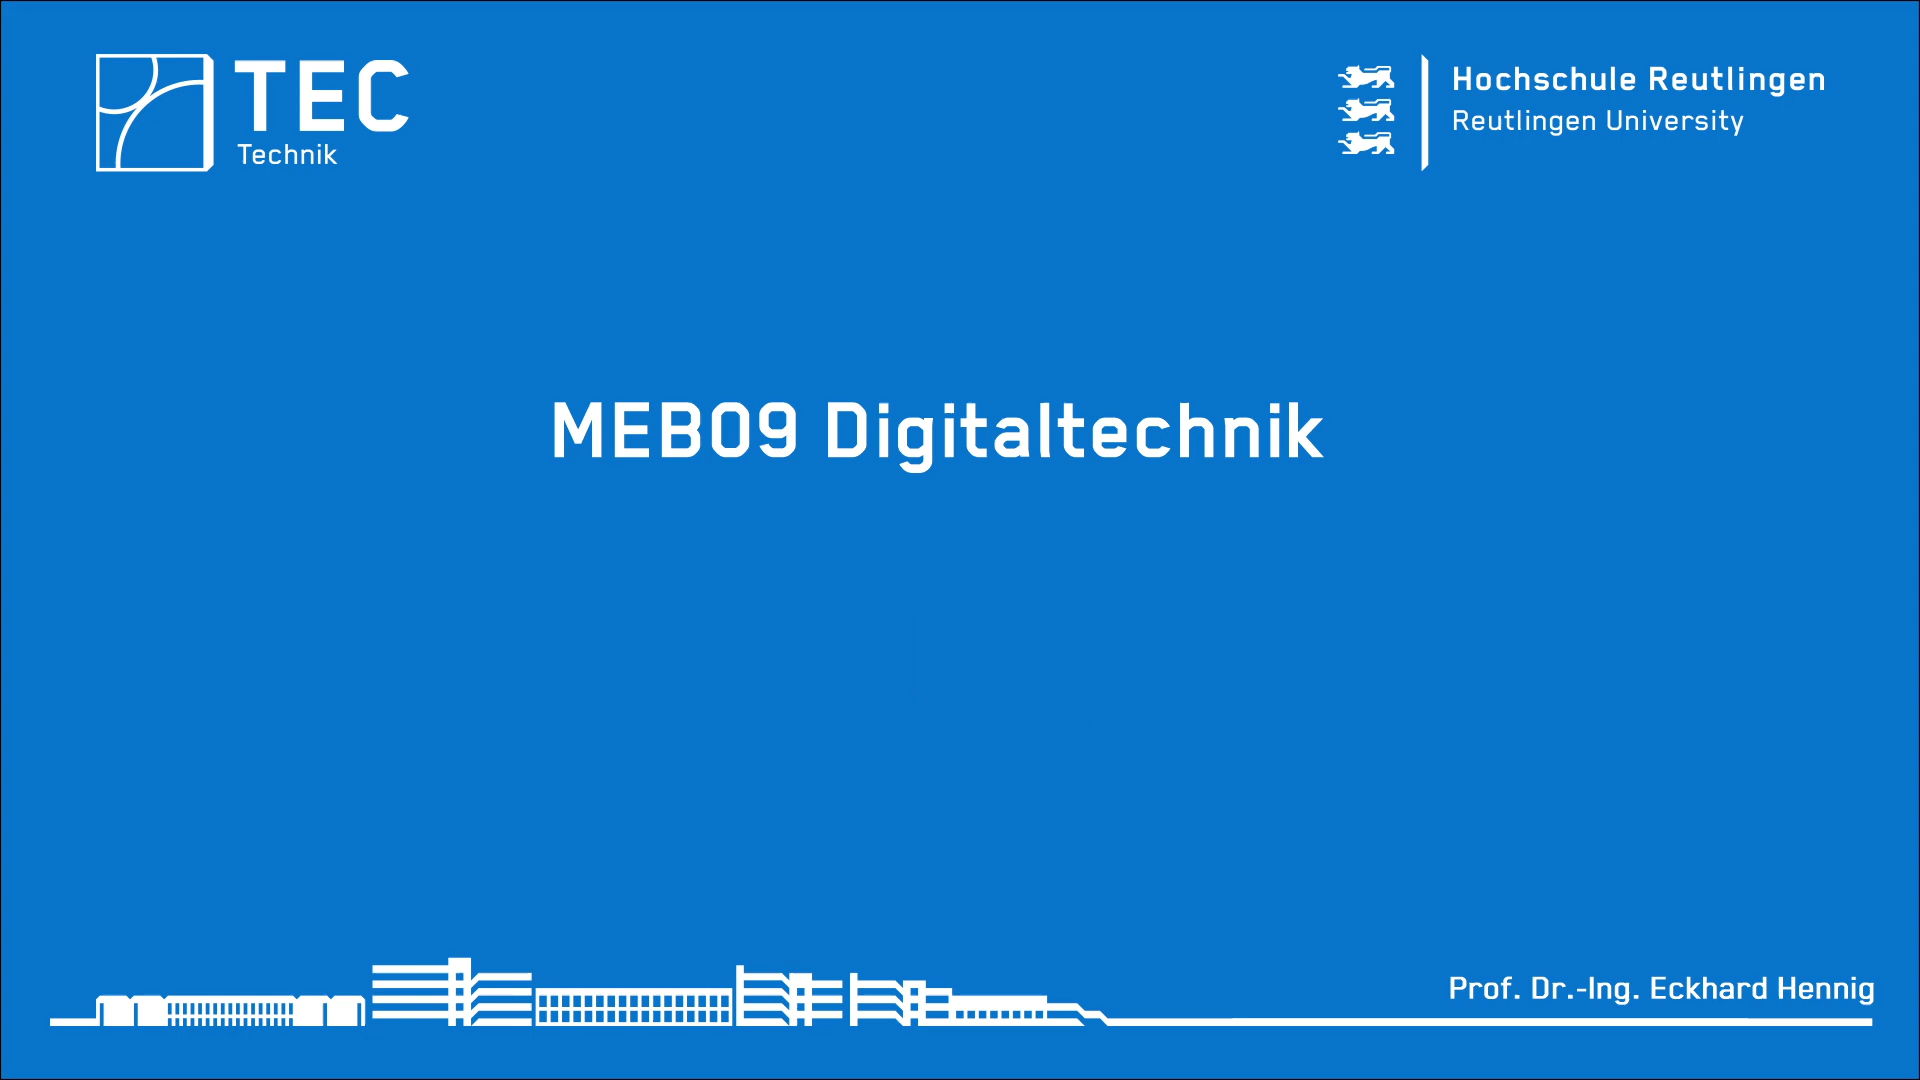 TEC
Technik
Hochschule Reutlingen
Reutlingen University
MEB09 Digitaltechnik
Prof. Dr.-Ing. Eckhard Hennig